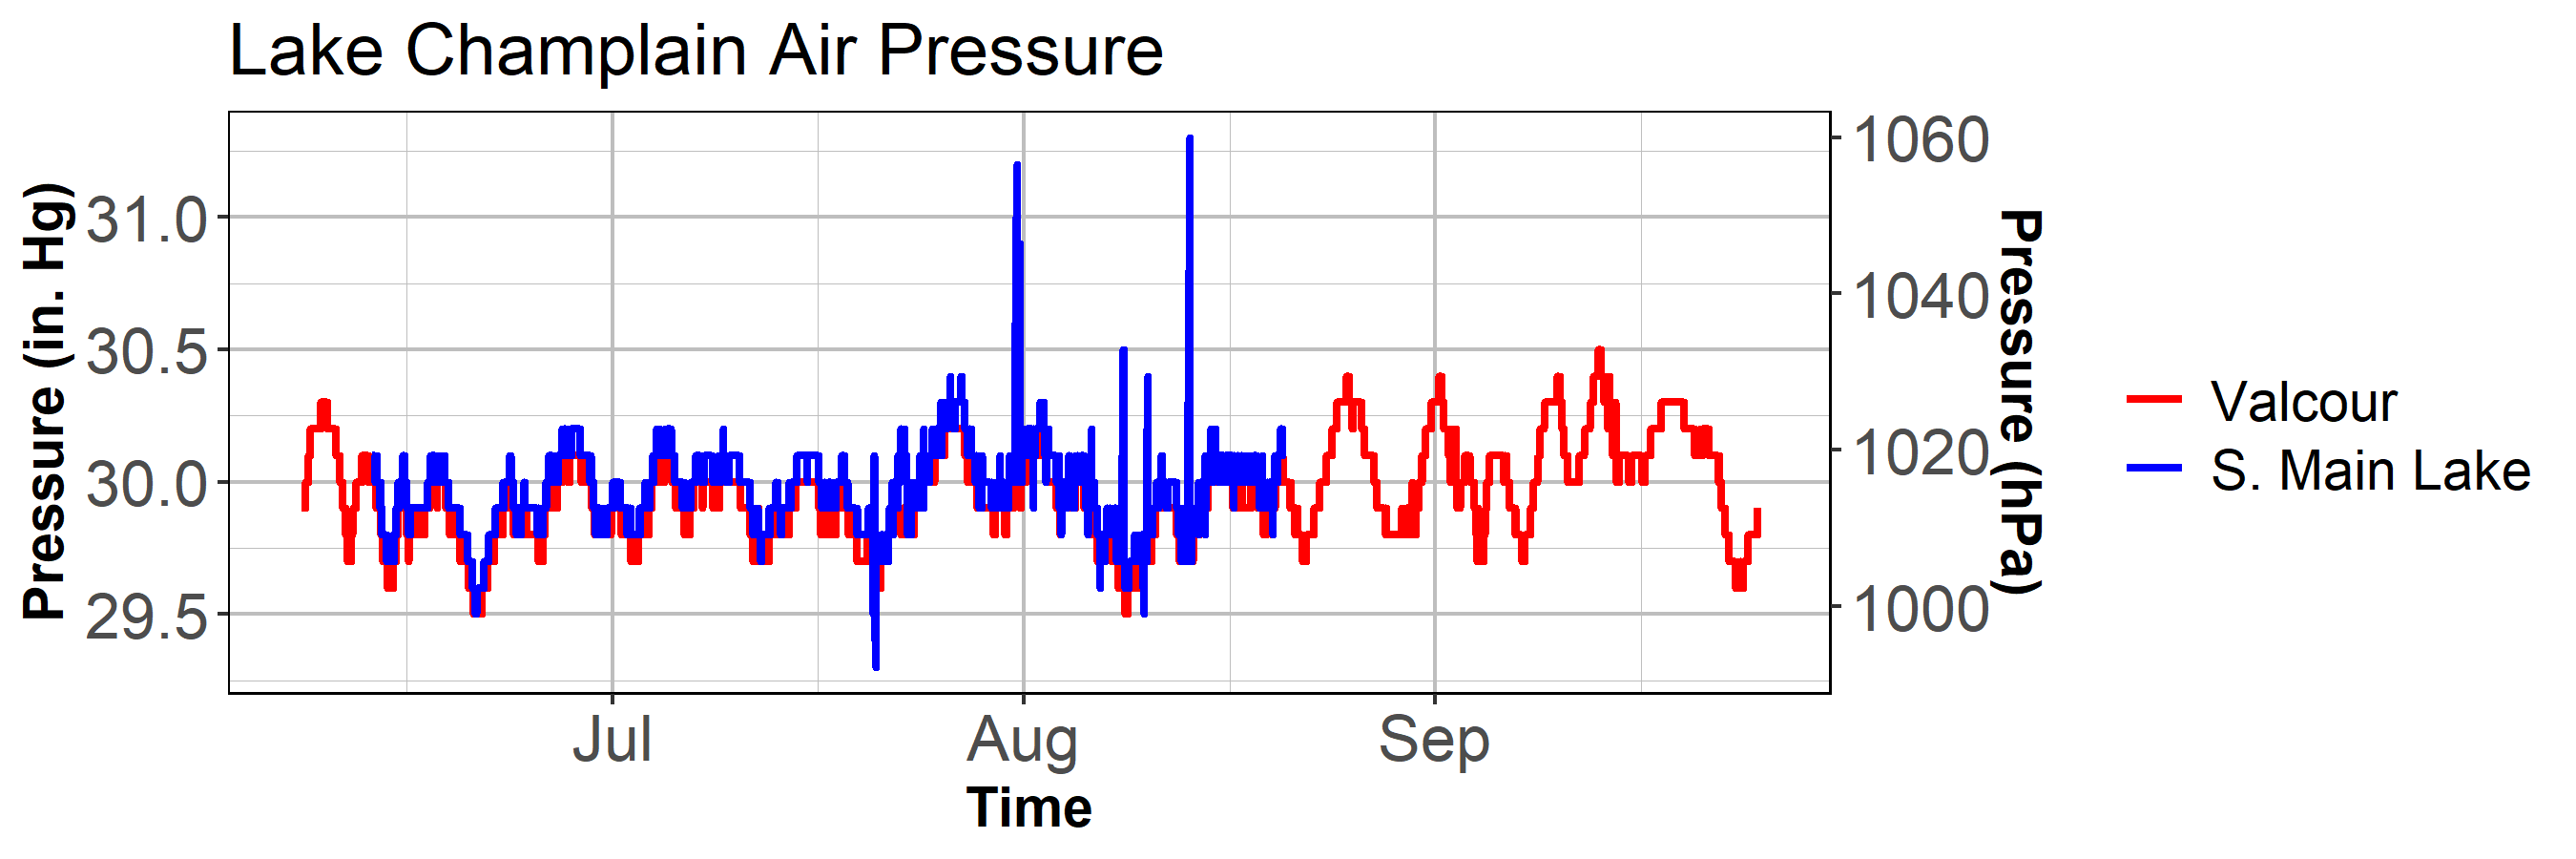 Lake Champlain Air Pressure
Pressure (in. Hg)
31.0
30.5
30.0
29.5
1060
1040
1020
1000
Pressure (hPa)
Jul
Aug
Sep
Time
Valcour
S. Main Lake